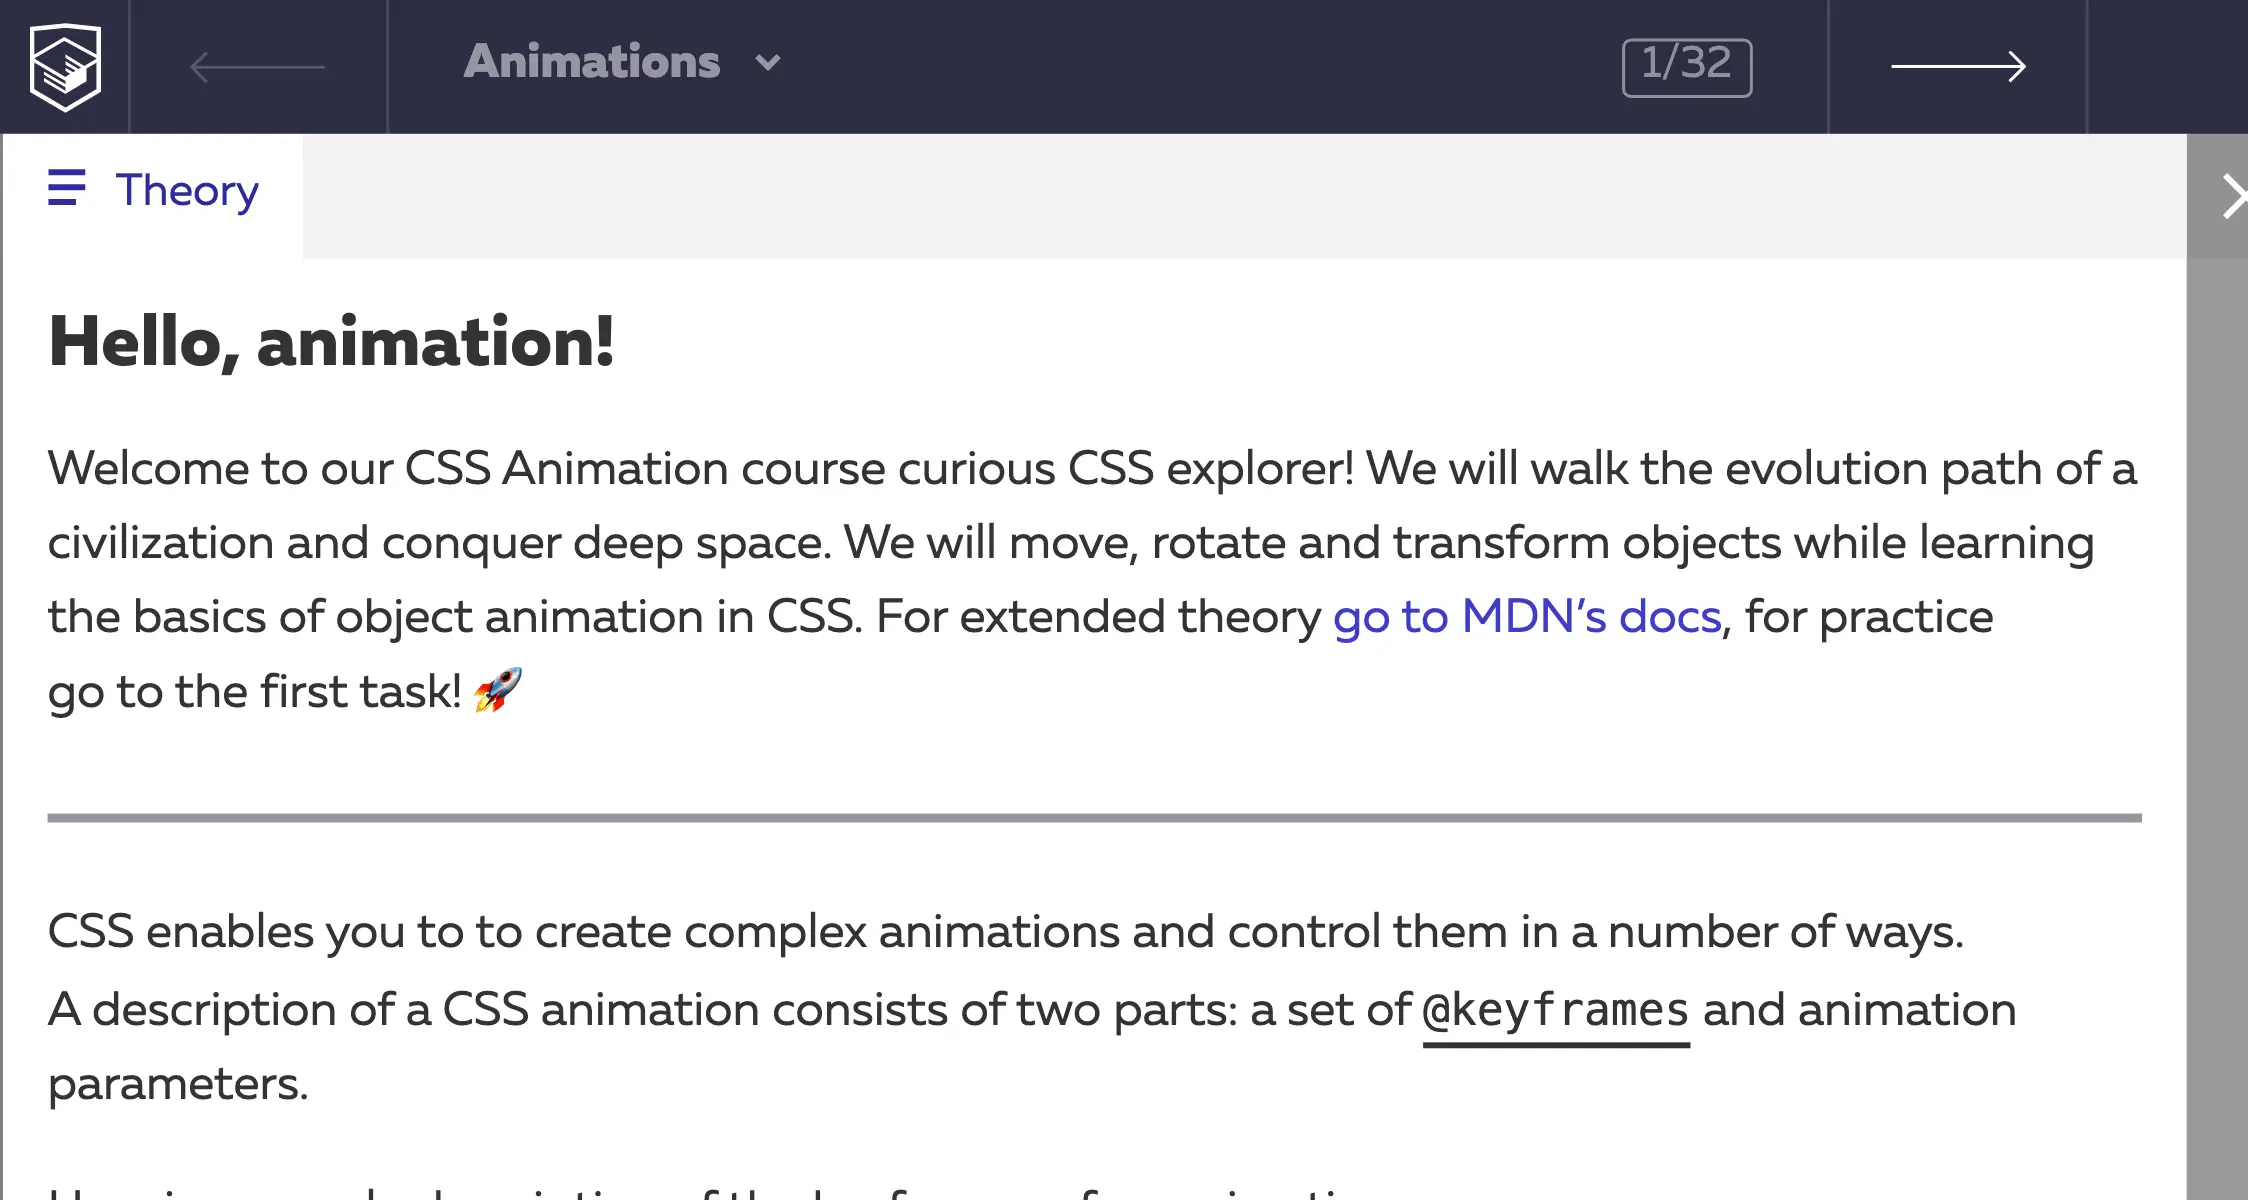 Animations
1/32
Theory
Hello, animation!
Welcome to our CSS Animation course curious CSS explorer! We will walk the evolution path of a
civilization and conquer deep space. We will move, rotate and transform objects while learning
the basics of object animation in CSS. For extended theory go to MDN’s docs, for practice
go to the first task! 🚀
CSS enables you to to create complex animations and control them in a number of ways.
A description of a CSS animation consists of two parts: a set of @keyframes and animation
parameters.